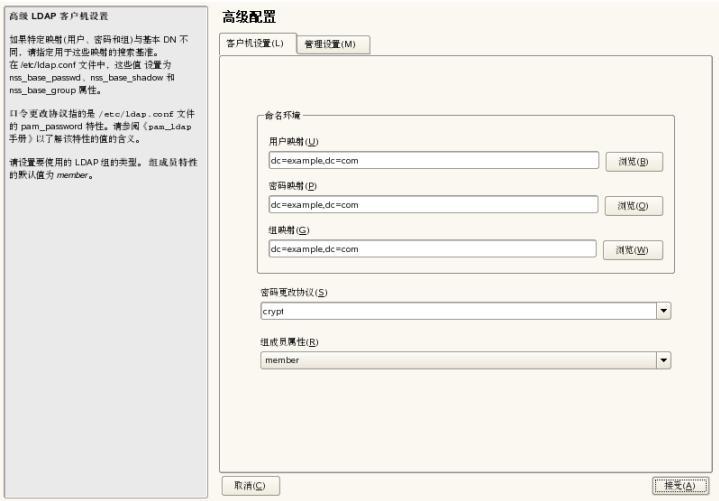 高级 LDAP 客户机设置
如果特定映射(用户、密码和组)与基本 DN 不
同，请指定用于这些映射的搜索基准。
在 /etc/ldap.conf 文件中，这些值 设置为
nss_base_passwd、nss_base_shadow 和
nss_base_group 属性。
口令更改协议指的是 /etc/ldap.conf 文件
的 pam_password 特性。请参阅《pam_ldap
手册》以了解该特性的值的含义。
请设置要使用的 LDAP 组的类型。 组成员特性
的默认值为 member。
高级配置
客户机设置(L) 管理设置(M)
命名环境
用户映射(U)
dc=example,dc=com 浏览(B)
密码映射(P)
dc=example,dc=com 浏览(O)
组映射(G)
dc=example,dc=com 浏览(W)
密码更改协议(S)
crypt
组成员属性(R)
member
取消(C) 接受(A)